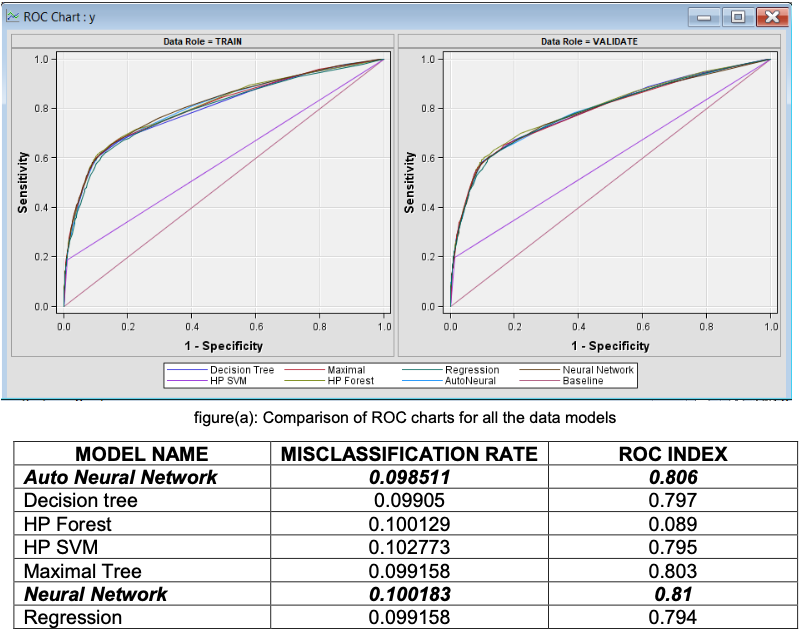 ROC Chart : y
Data Role = TRAIN
1.0
0.8
0.6
0.4
0.2
0.0
Sensitivity
0.0 0.2 0.4 0.6 0.8 1.0
1 - Specificity
Data Role = VALIDATE
1.0
0.8
0.6
0.4
0.2
0.0
Sensitivity
0.0 0.2 0.4 0.6 0.8 1.0
1 - Specificity
Decision Tree Maximal Regression Neural Network
HP SVM HP Forest AutoNeural Baseline
figure(a): Comparison of ROC charts for all the data models
MODEL NAME MISCLASSIFICATION RATE ROC INDEX
Auto Neural Network 0.098511 0.806
Decision tree 0.09905 0.797
HP Forest 0.100129 0.089
HP SVM 0.102773 0.795
Maximal Tree 0.099158 0.803
Neural Network 0.100183 0.81
Regression 0.099158 0.794